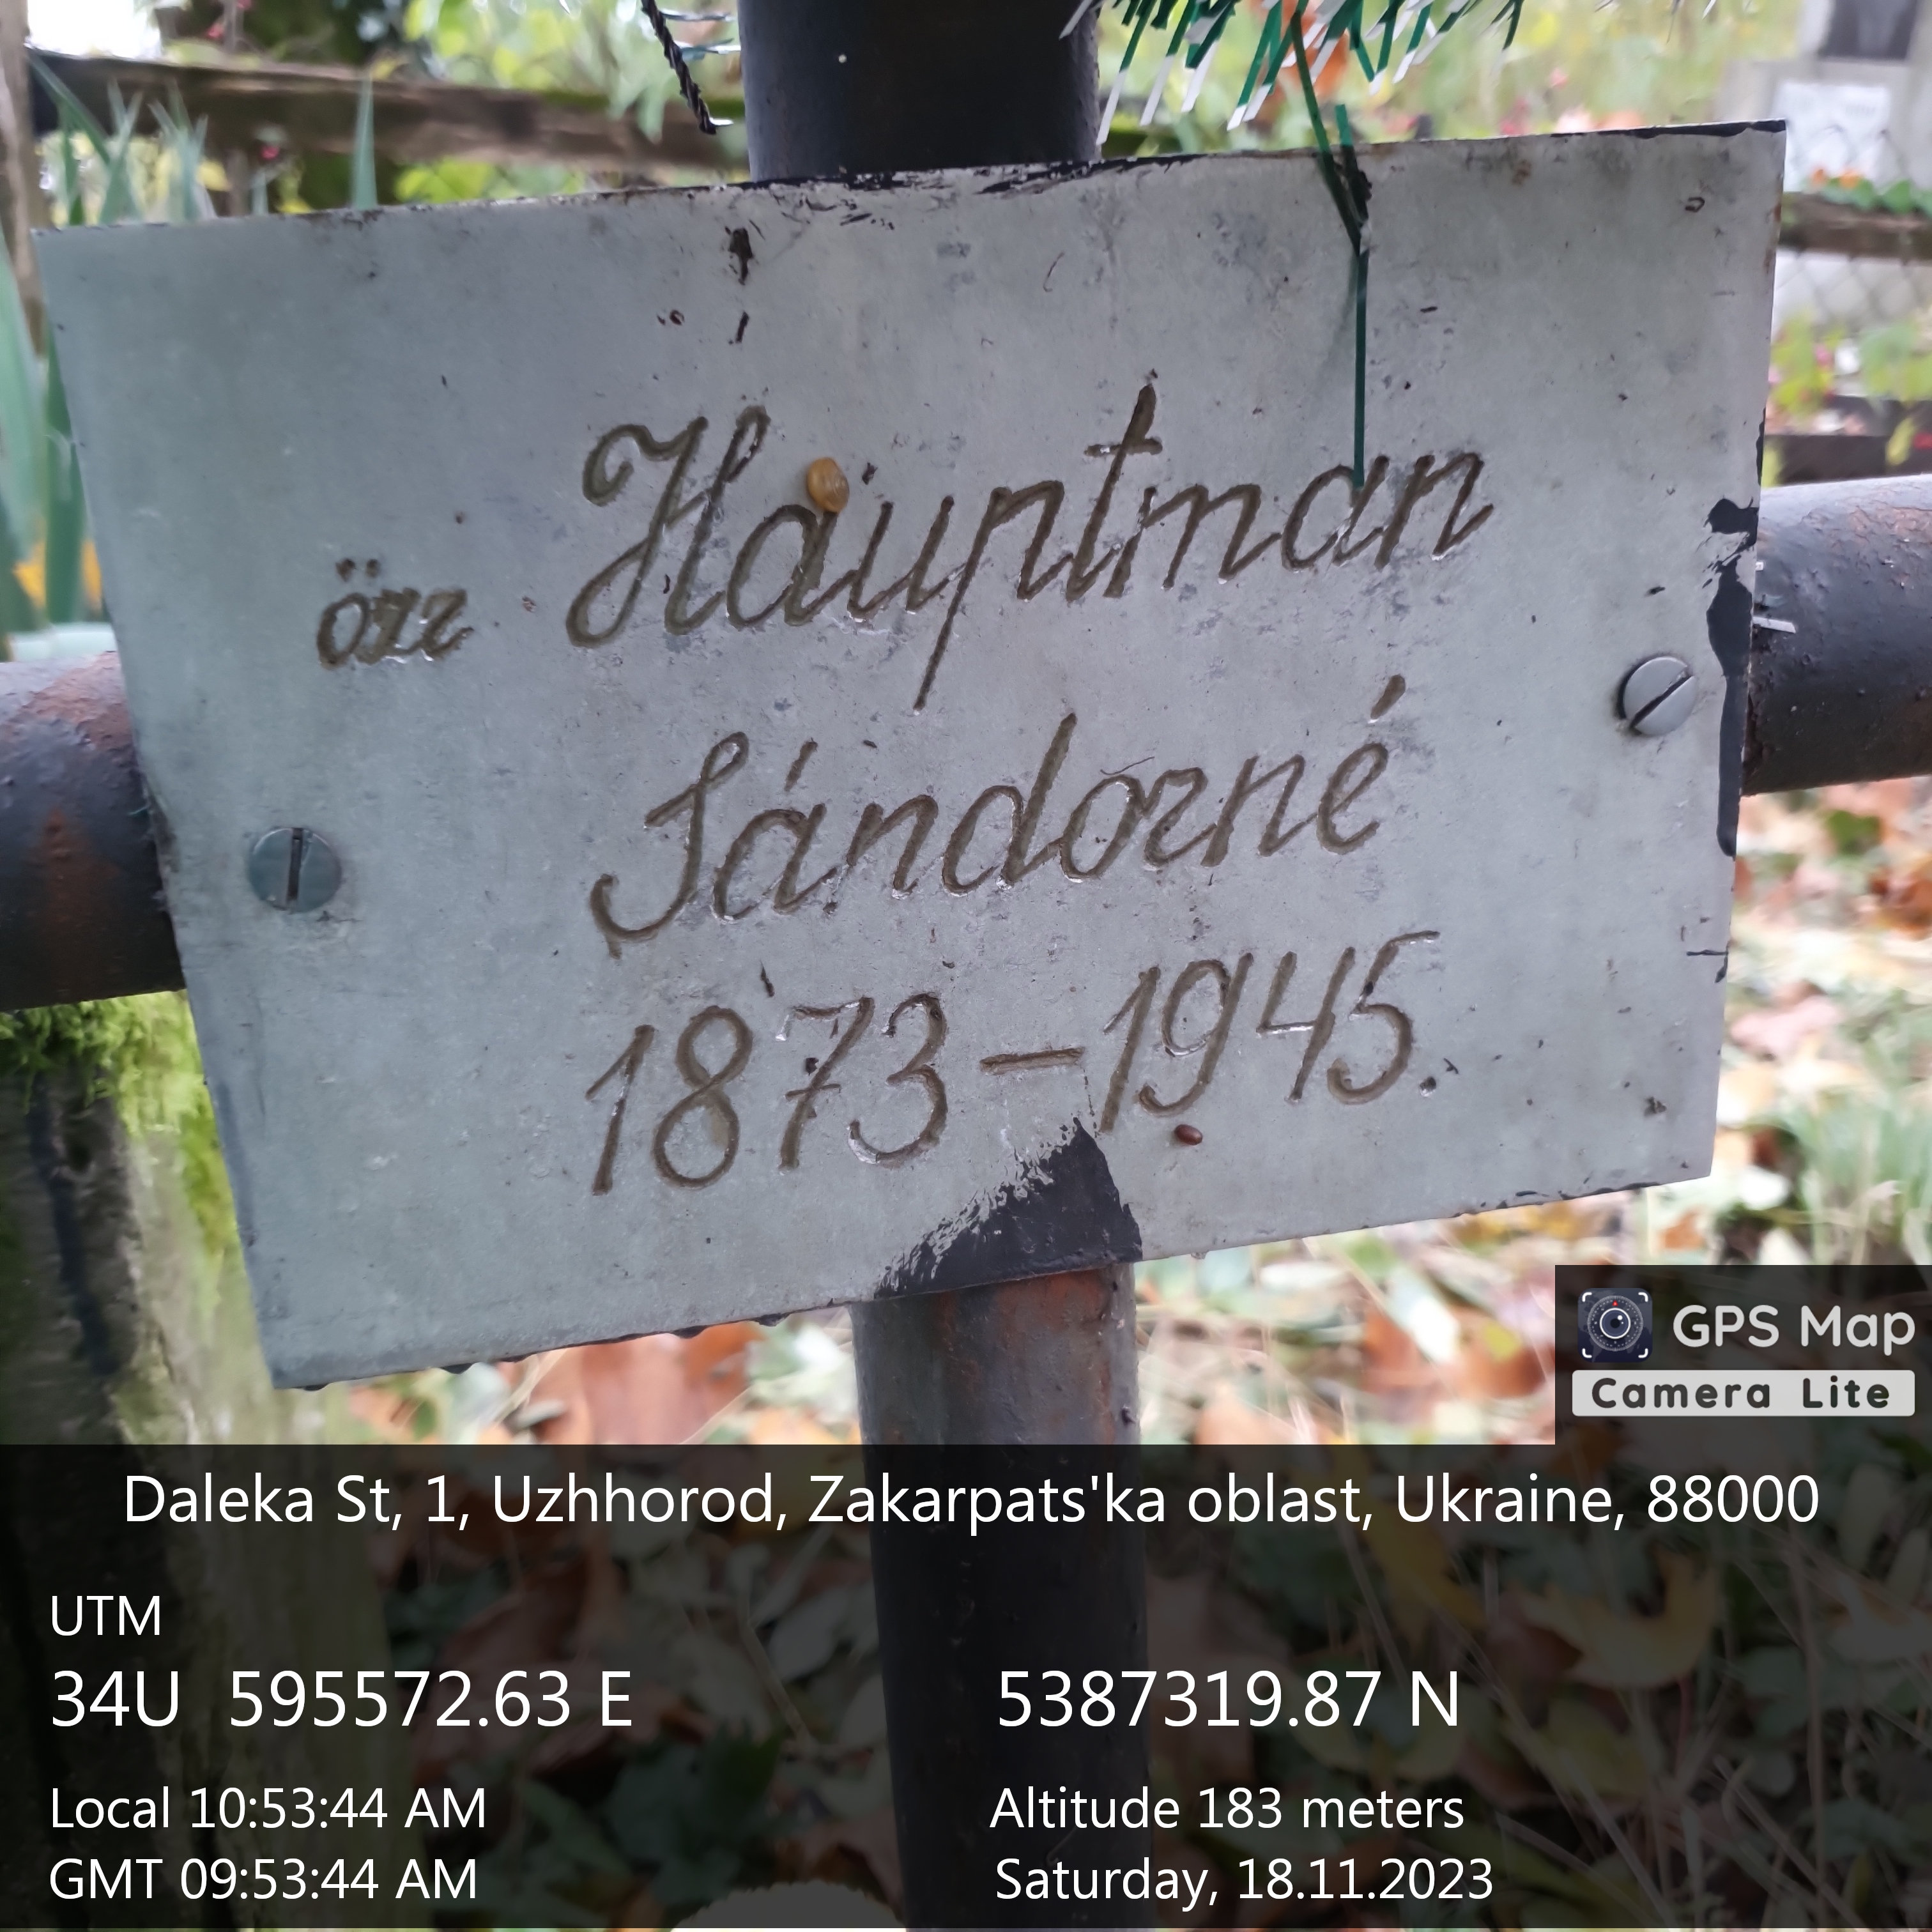 özv Hauptman
Sándorné
1873-1945.
GPS Map
Camera Lite
Daleka St, 1, Uzhhorod, Zakarpats'ka oblast, Ukraine, 88000
UTM
34U 595572.63 E 5387319.87 N
Local 10:53:44 AM Altitude 183 meters
GMT 09:53:44 AM Saturday, 18.11.2023